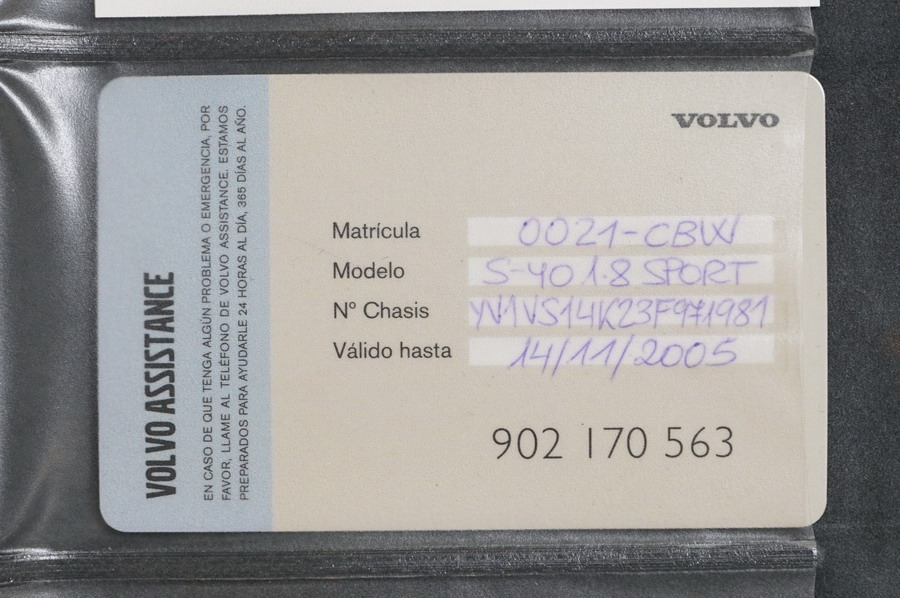 VOLVO ASSISTANCE
EN CASO DE QUE TENGA ALGÚN PROBLEMA O EMERGENCIA, POR
FAVOR, LLAME AL TELÉFONO DE VOLVO ASSISTANCE. ESTAMOS
PREPARADOS PARA AYUDARLE 24 HORAS AL DÍA, 365 DÍAS AL AÑO.
VOLVO
Matrícula 0021-CBW
Modelo S-40 1.8 SPORT
Nº Chasis YV1VS14K23F971981
Válido hasta 14/11/2005
902 170 563